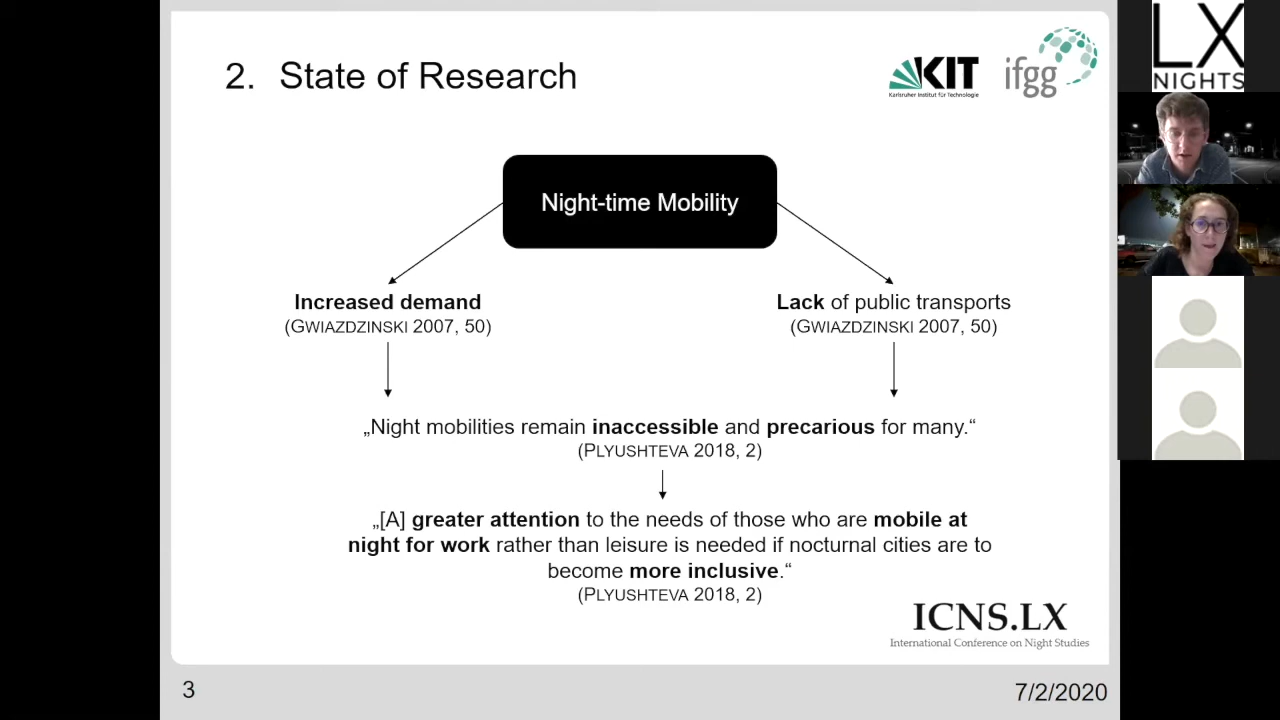 2. State of Research
KIT
Karlsruher Institut für Technologie
ifgg
LX
NIGHTS
Night-time Mobility
Increased demand
(GWIAZDZINSKI 2007, 50)
Lack of public transports
(GWIAZDZINSKI 2007, 50)
„Night mobilities remain inaccessible and precarious for many.“
(PLYUSHTEVA 2018, 2)
„[A] greater attention to the needs of those who are mobile at
night for work rather than leisure is needed if nocturnal cities are to
become more inclusive.“
(PLYUSHTEVA 2018, 2)
ICNS.LX
International Conference on Night Studies
3
7/2/2020